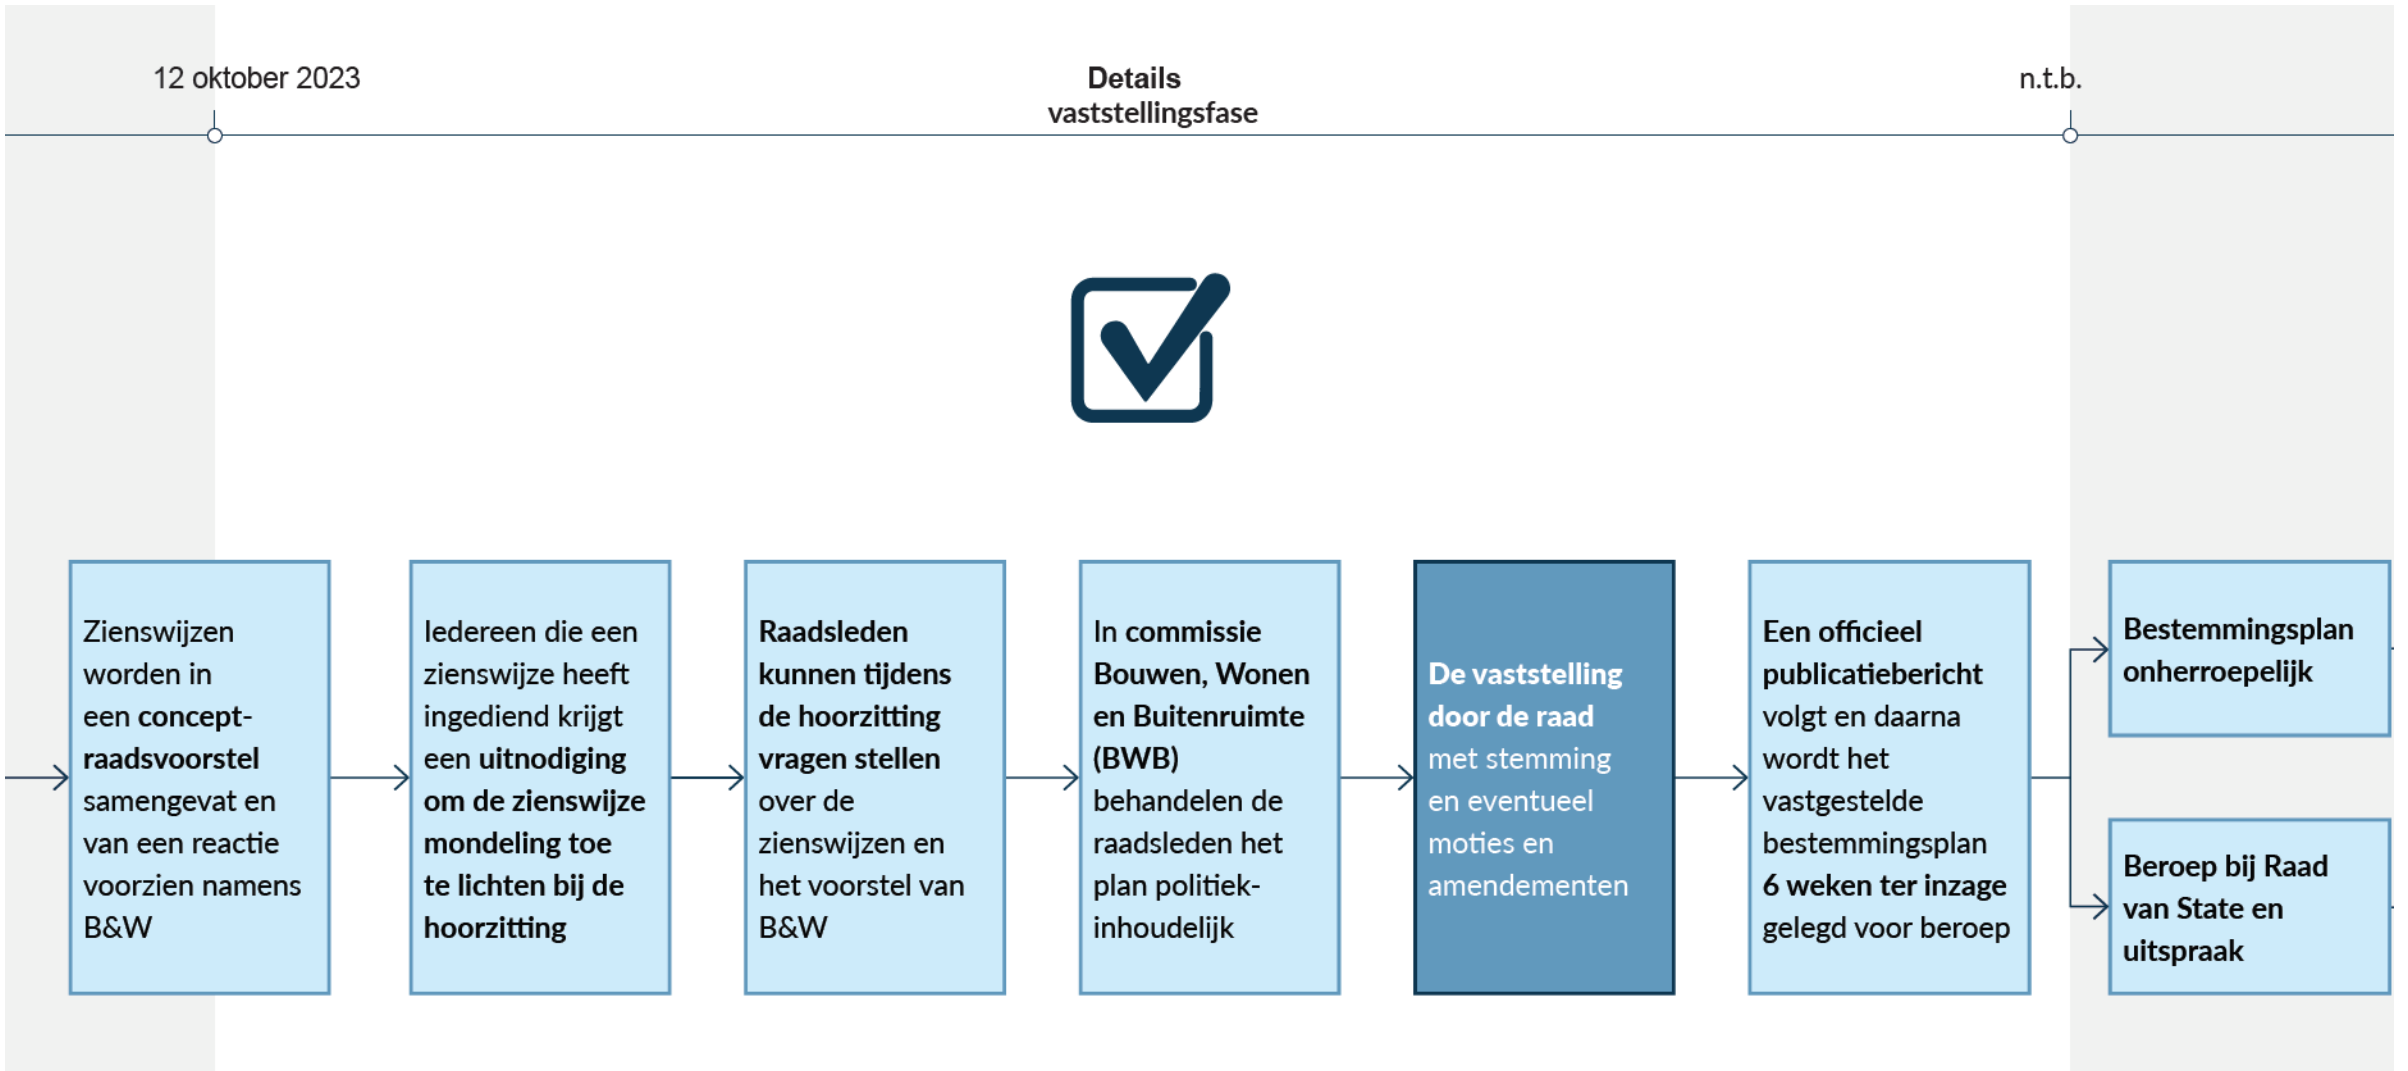 12 oktober 2023
Details
vaststellingsfase
n.t.b.
Zienswijzen
worden in
een concept-
raadsvoorstel
samengevat en
van een reactie
voorzien namens
B&W
Iedereen die een
zienswijze heeft
ingediend krijgt
een uitnodiging
om de zienswijze
mondeling toe
te lichten bij de
hoorzitting
Raadsleden
kunnen tijdens
de hoorzitting
vragen stellen
over de
zienswijzen en
het voorstel van
B&W
In commissie
Bouwen, Wonen
en Buitenruimte
(BWB)
behandelen de
raadsleden het
plan politiek-
inhoudelijk
De vaststelling
door de raad
met stemming
en eventueel
moties en
amendementen
Een officieel
publicatiebericht
volgt en daarna
wordt het
vastgestelde
bestemmingsplan
6 weken ter inzage
gelegd voor beroep
Bestemmingsplan
onherroepelijk
Beroep bij Raad
van State en
uitspraak